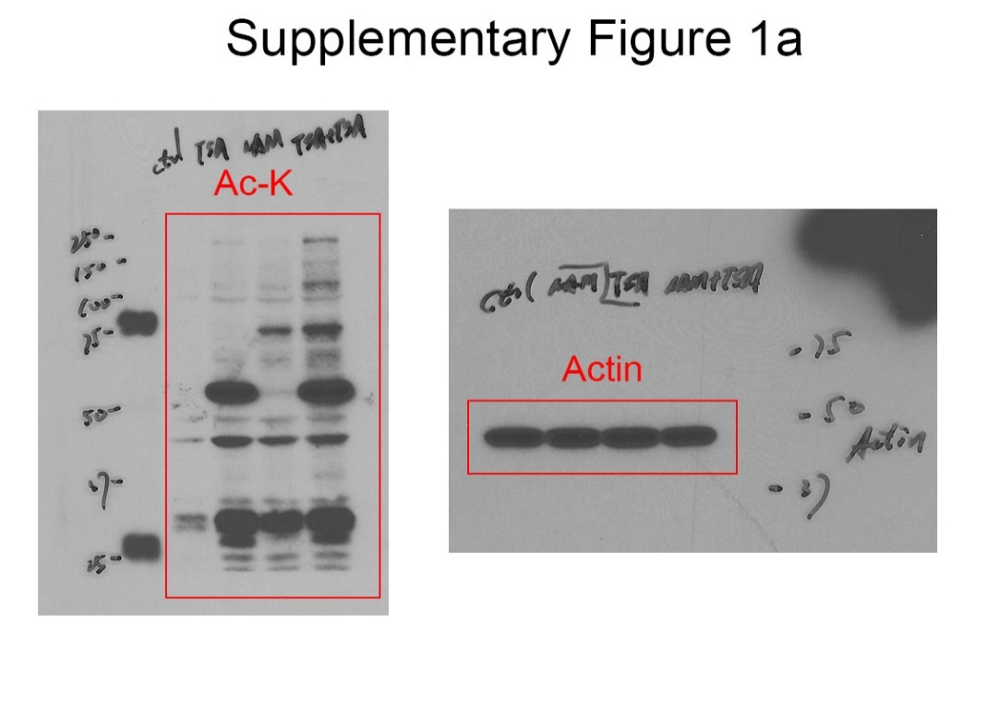 Supplementary Figure 1a
ctrl TSA NAM TSA+TSA
Ac-K
250-
150-
100-
75-
50-
37-
25-
Ctrl NAM TSA NAM+TSA
Actin
- 75
- 50
Actin
- 37